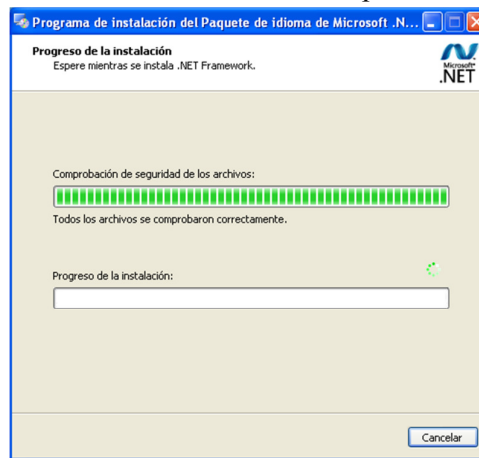 Programa de instalación del Paquete de idioma de Microsoft .N...
Progreso de la instalación
Espere mientras se instala .NET Framework.
Microsoft
.NET
Comprobación de seguridad de los archivos:
Todos los archivos se comprobaron correctamente.
Progreso de la instalación:
Cancelar